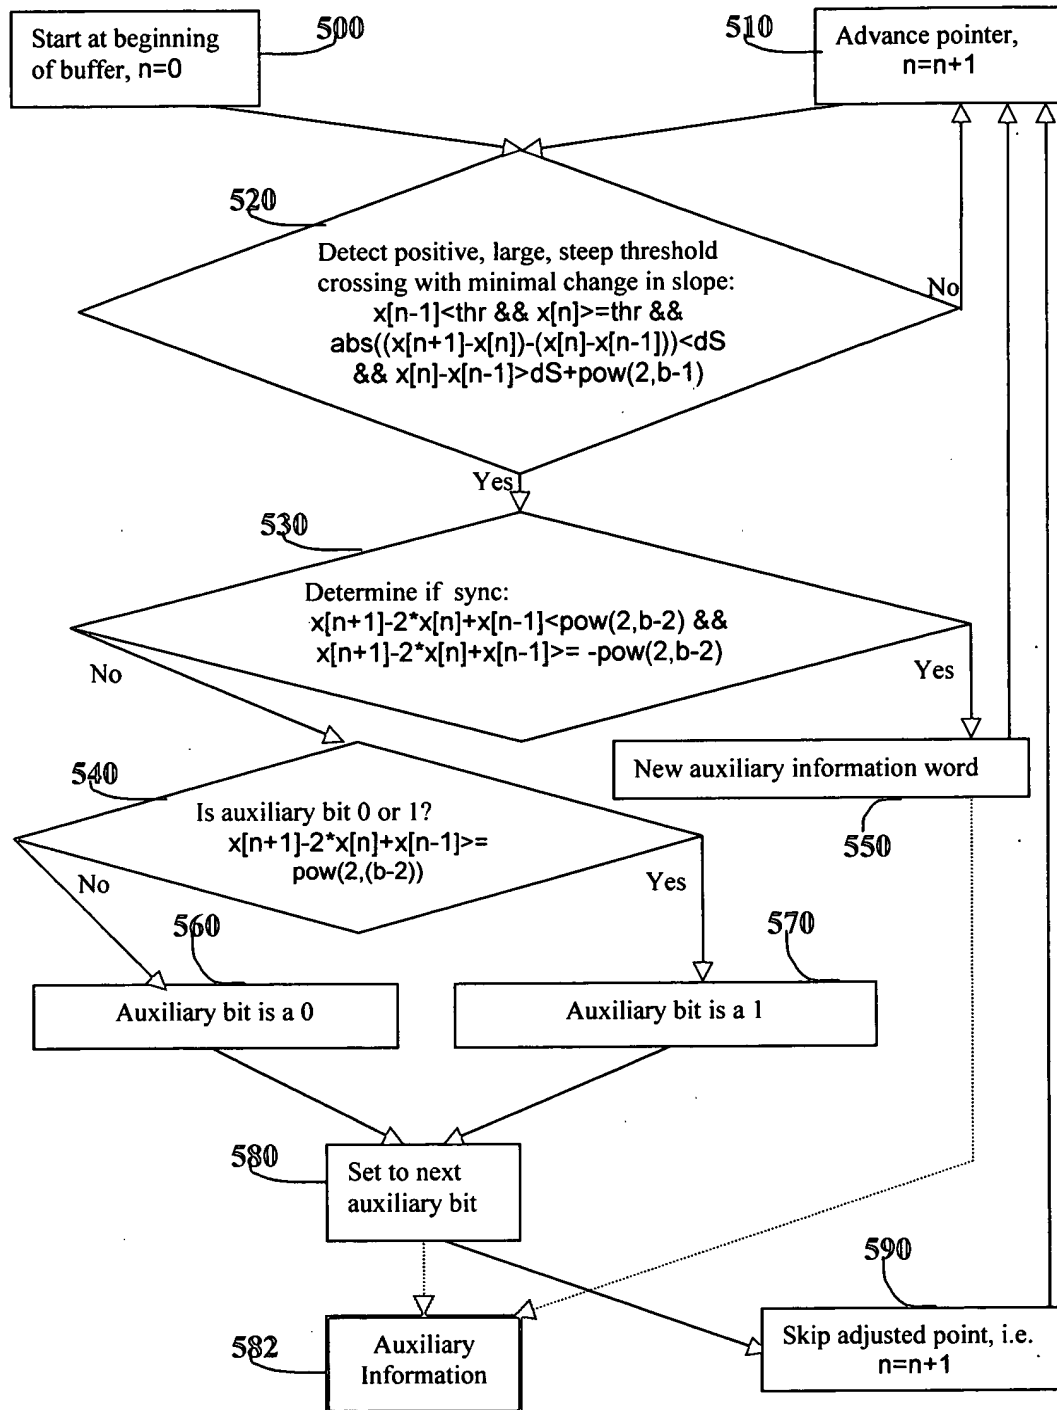 Start at beginning
of buffer, n=0
500
510
Advance pointer,
n=n+1
520
Detect positive, large, steep threshold
crossing with minimal change in slope:
x[n-1]<thr && x[n]>=thr &&
abs((x[n+1]-x[n])-(x[n]-x[n-1]))<dS
&& x[n]-x[n-1]>dS+pow(2,b-1)
No
Yes
530
Determine if sync:
x[n+1]-2*x[n]+x[n-1]<pow(2,b-2) &&
x[n+1]-2*x[n]+x[n-1]>= -pow(2,b-2)
No
Yes
540
Is auxiliary bit 0 or 1?
x[n+1]-2*x[n]+x[n-1]>=
pow(2,(b-2))
No
Yes
New auxiliary information word
550
560
Auxiliary bit is a 0
570
Auxiliary bit is a 1
580
Set to next
auxiliary bit
590
Skip adjusted point, i.e.
n=n+1
582
Auxiliary
Information